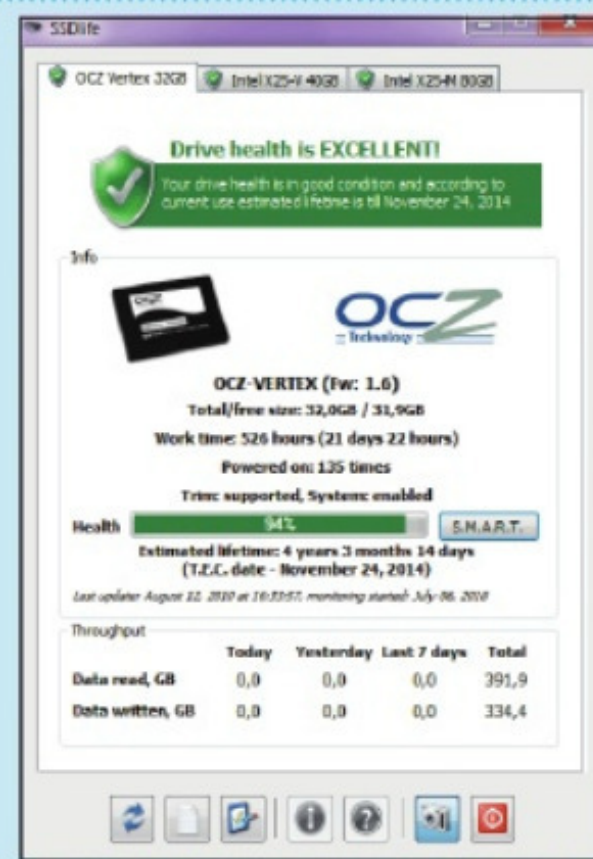 SSDlife
OCZ Vertex 32GB Intel X25-V 40GB Intel X25-M 80GB
Drive health is EXCELLENT!
Your drive health is in good condition and according to
current use estimated lifetime is till November 24, 2014
Info
OCZ
Technology
OCZ-VERTEX (Fw: 1.6)
Total/free size: 32,0GB / 31,9GB
Work time: 526 hours (21 days 22 hours)
Powered on: 135 times
Trim: supported, System: enabled
Health 94% S.M.A.R.T.
Estimated lifetime: 4 years 3 months 14 days
(T.E.C. date - November 24, 2014)
Last update: August 12, 2010 at 16:33:57, monitoring started: July 06, 2010
Throughput
Today Yesterday Last 7 days Total
Data read, GB 0,0 0,0 0,0 391,9
Data written, GB 0,0 0,0 0,0 334,4